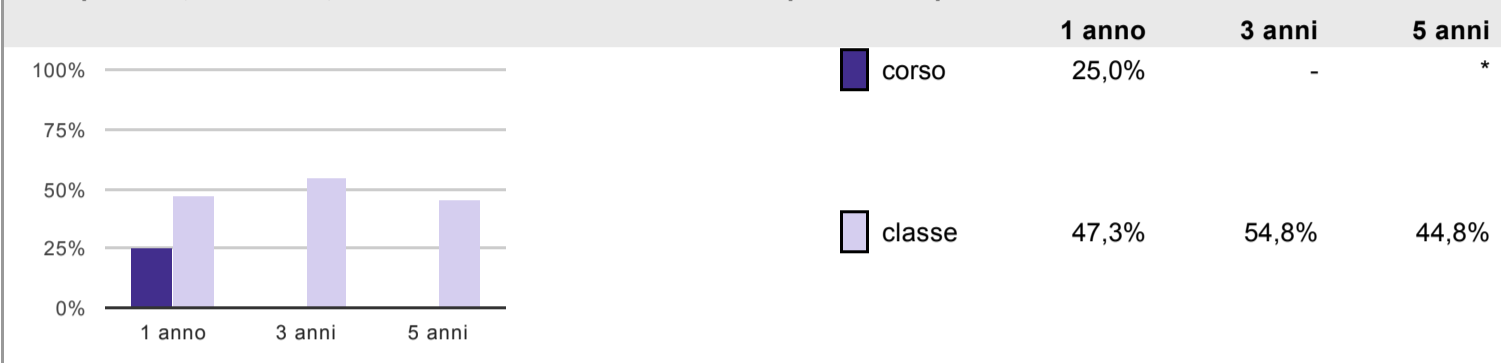 1 anno 3 anni 5 anni
100%
75%
50%
25%
0%
1 anno 3 anni 5 anni
corso 25,0% - *
classe 47,3% 54,8% 44,8%